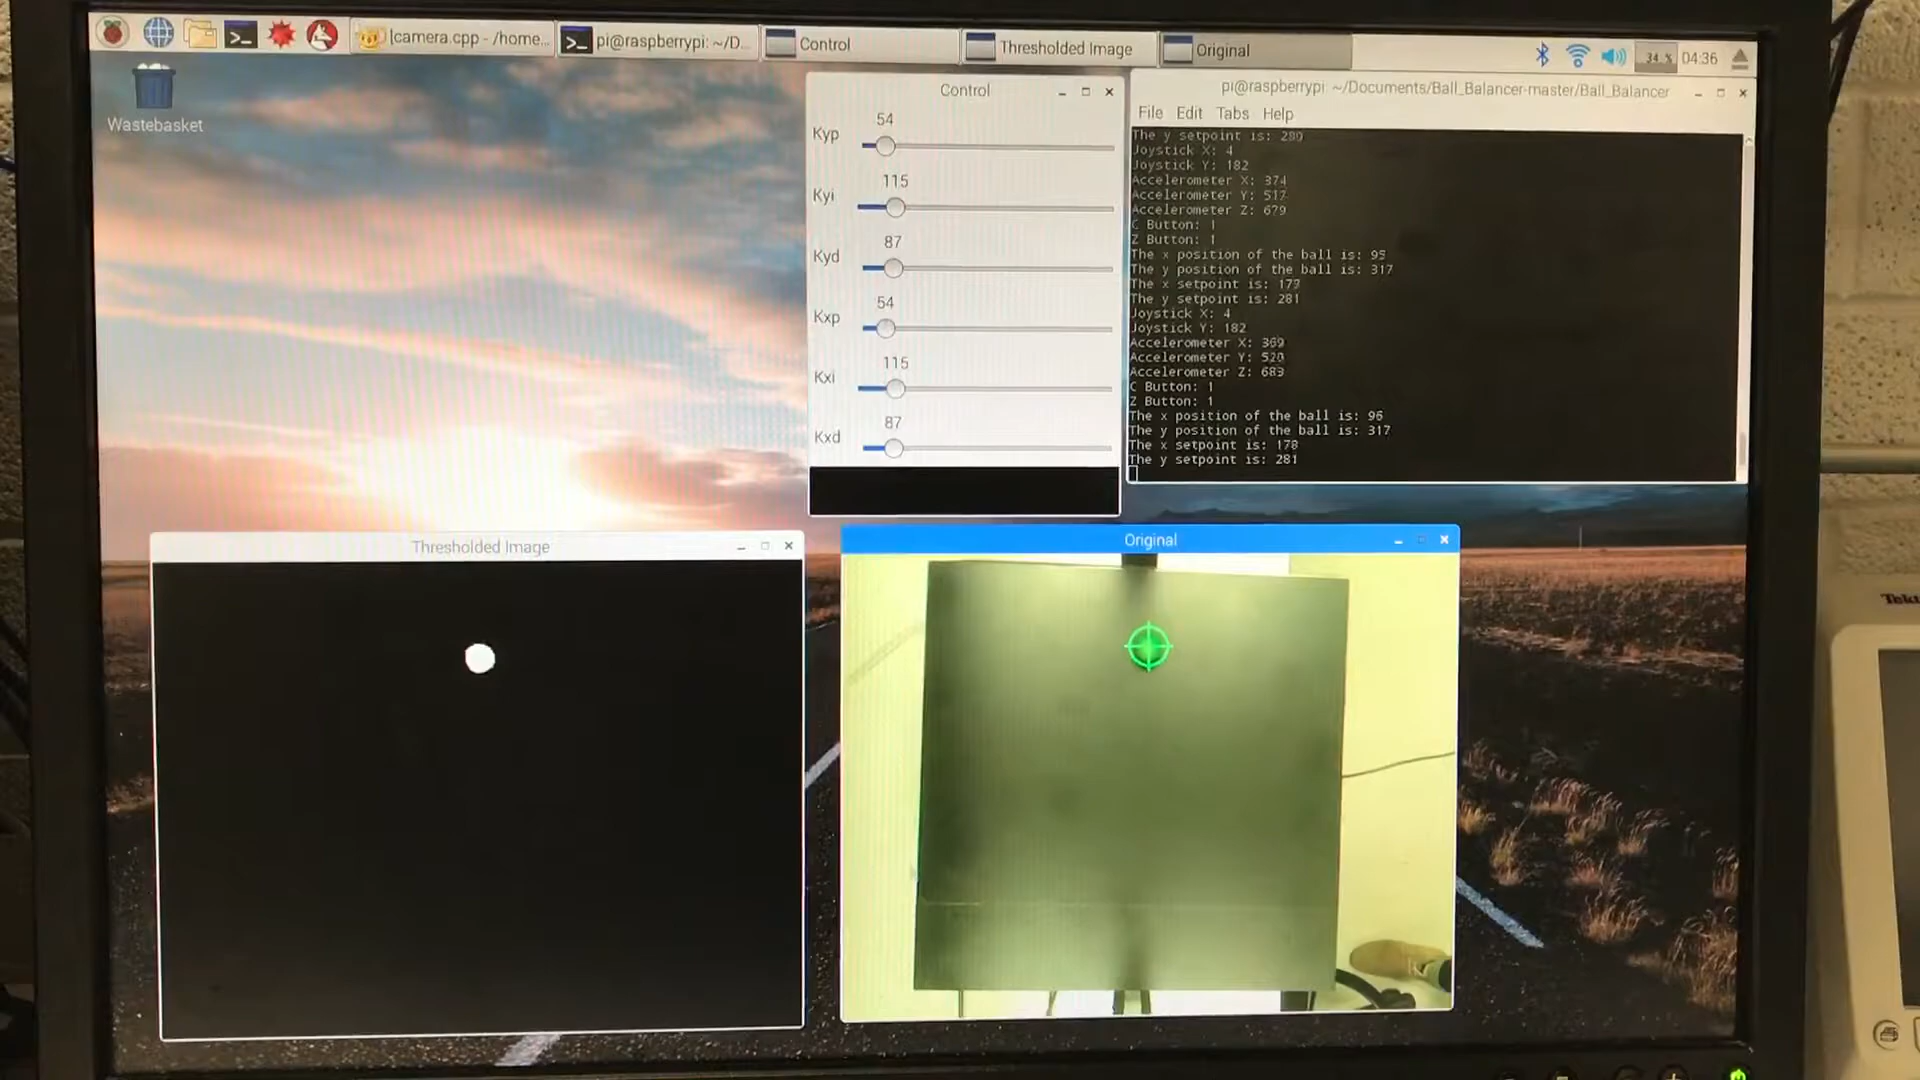 [camera.cpp - /home...
pi@raspberrypi: ~/D...
Control
Thresholded Image
Original
34 %
04:36
Wastebasket
Control
Kyp
54
Kyi
115
Kyd
87
Kxp
54
Kxi
115
Kxd
87
pi@raspberrypi: ~/Documents/Ball_Balancer-master/Ball_Balancer
File Edit Tabs Help
The y setpoint is: 280
Joystick X: 4
Joystick Y: 182
Accelerometer X: 374
Accelerometer Y: 517
Accelerometer Z: 679
C Button: 1
Z Button: 1
The x position of the ball is: 95
The y position of the ball is: 317
The x setpoint is: 179
The y setpoint is: 281
Joystick X: 4
Joystick Y: 182
Accelerometer X: 369
Accelerometer Y: 520
Accelerometer Z: 683
C Button: 1
Z Button: 1
The x position of the ball is: 96
The y position of the ball is: 317
The x setpoint is: 178
The y setpoint is: 281
Thresholded Image
Original